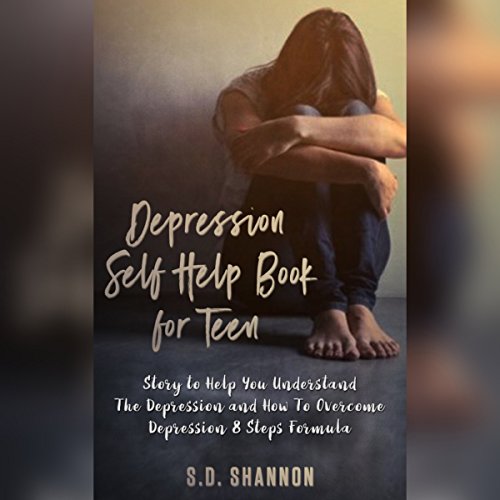 Depression
Self Help Book
for Teen
Story to Help You Understand
The Depression and How To Overcome
Depression 8 Steps Formula
S.D. SHANNON